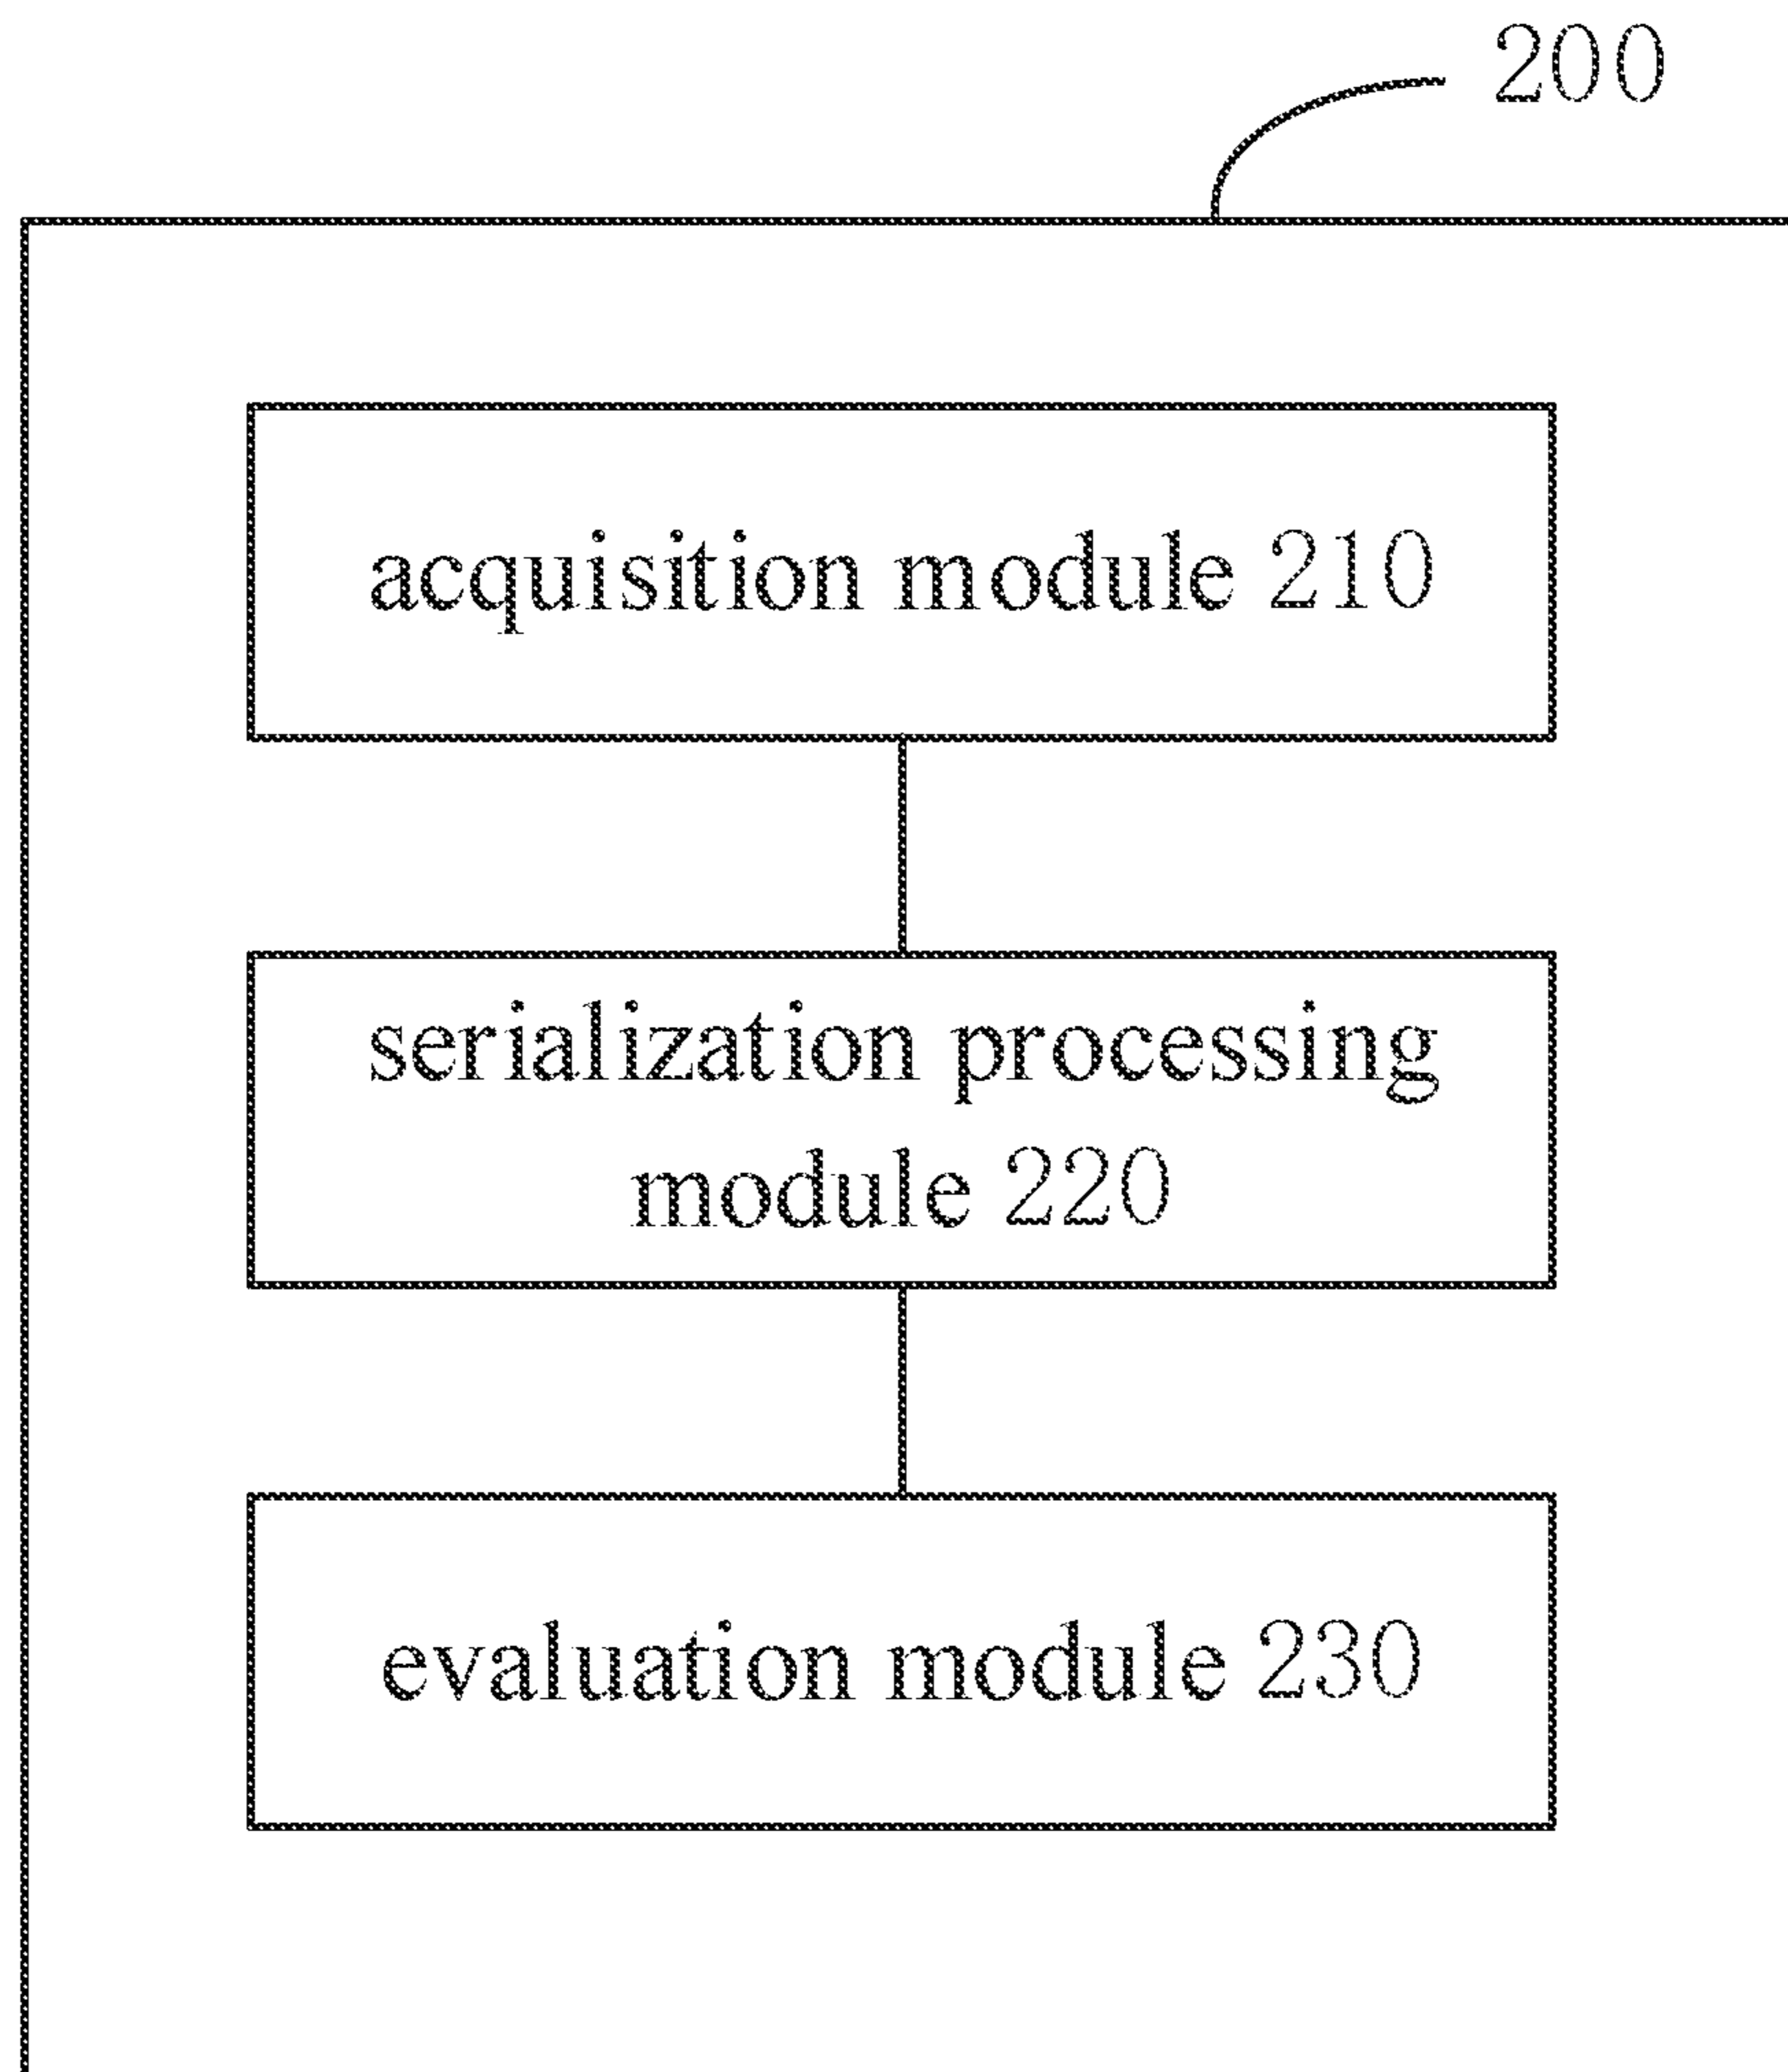 200
acquisition module 210
serialization processing
module 220
evaluation module 230